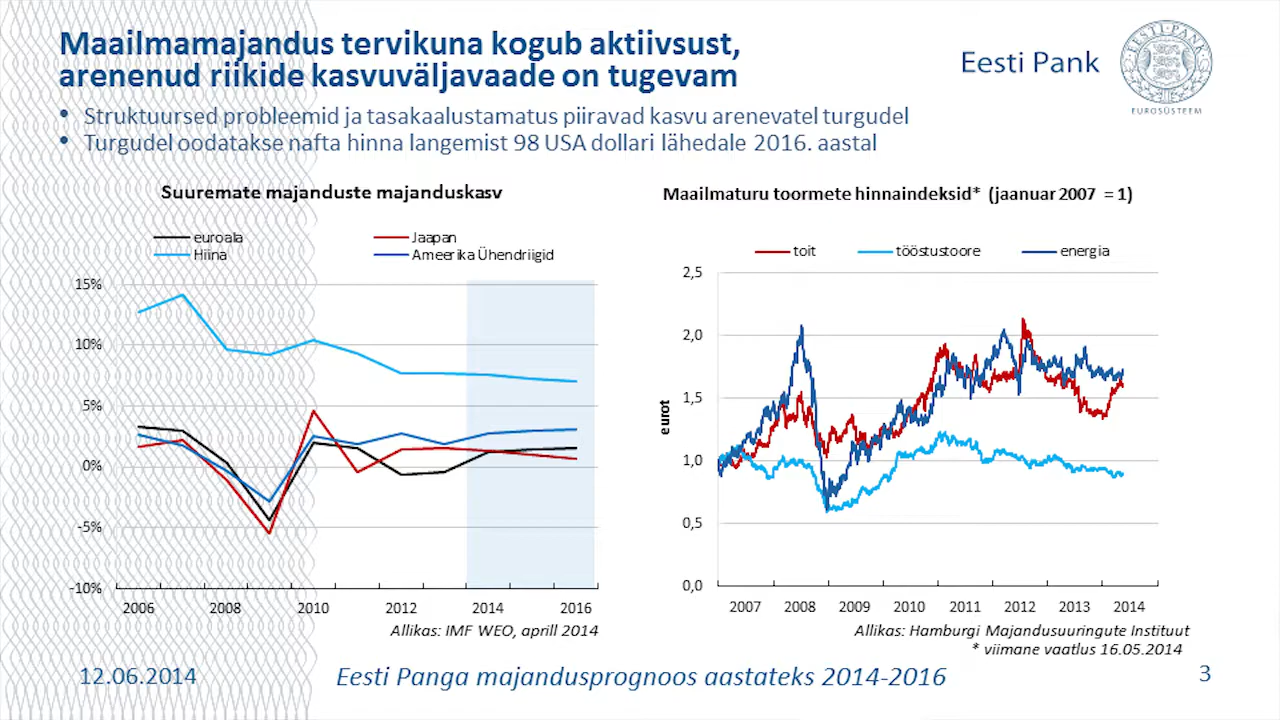 Maailmamajandus tervikuna kogub aktiivsust,
arenenud riikide kasvuväljavaade on tugevam
Eesti Pank
EESTI PANK
EUROSÜSTEEM
• Struktuursed probleemid ja tasakaalustamatus piiravad kasvu arenevatel turgudel
• Turgudel oodatakse nafta hinna langemist 98 USA dollari lähedale 2016. aastal
Suuremate majanduste majanduskasv
euroala
Jaapan
Hiina
Ameerika Ühendriigid
15%
10%
5%
0%
-5%
-10%
2006 2008 2010 2012 2014 2016
Allikas: IMF WEO, aprill 2014
Maailmaturu toormete hinnaindeksid* (jaanuar 2007 = 1)
toit
tööstustoore
energia
eurot
2,5
2,0
1,5
1,0
0,5
0,0
2007 2008 2009 2010 2011 2012 2013 2014
Allikas: Hamburgi Majandusuuringute Instituut
* viimane vaatlus 16.05.2014
12.06.2014
Eesti Panga majandusprognoos aastateks 2014-2016
3